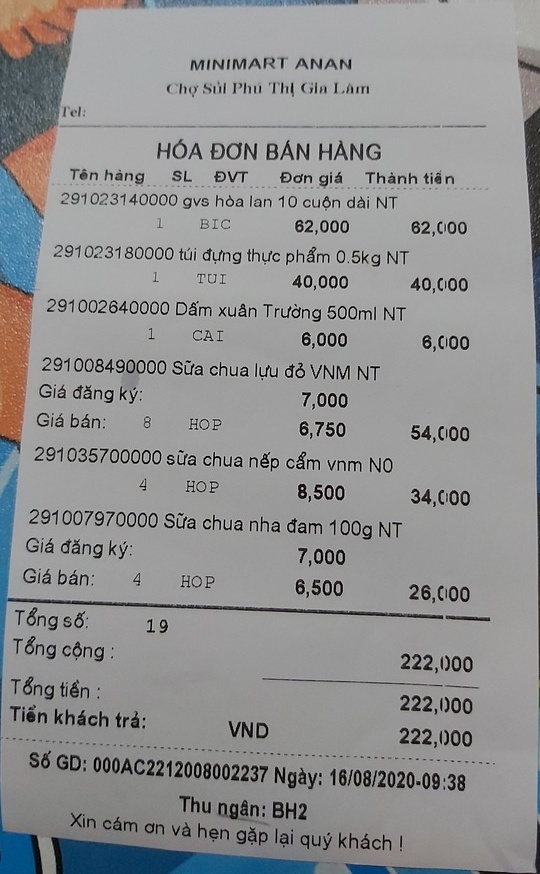 MINIMART ANAN
Chợ Sủi Phú Thị Gia Lâm
Tel:
HÓA ĐƠN BÁN HÀNG
Tên hàng SL ĐVT Đơn giá Thành tiền
291023140000 gvs hòa lan 10 cuộn dài NT
1 BIC 62,000 62,000
291023180000 túi đựng thực phẩm 0.5kg NT
1 TUI 40,000 40,000
291002640000 Dấm xuân Trường 500ml NT
1 CAI 6,000 6,000
291008490000 Sữa chua lựu đỏ VNM NT
Giá đăng ký: 7,000
Giá bán: 8 HOP 6,750 54,000
291035700000 sữa chua nếp cẩm vnm N0
4 HOP 8,500 34,000
291007970000 Sữa chua nha đam 100g NT
Giá đăng ký: 7,000
Giá bán: 4 HOP 6,500 26,000
Tổng số: 19
Tổng cộng : 222,000
Tổng tiền : 222,000
Tiền khách trả: VND 222,000
Số GD: 000AC2212008002237 Ngày: 16/08/2020-09:38
Thu ngân: BH2
Xin cám ơn và hẹn gặp lại quý khách !